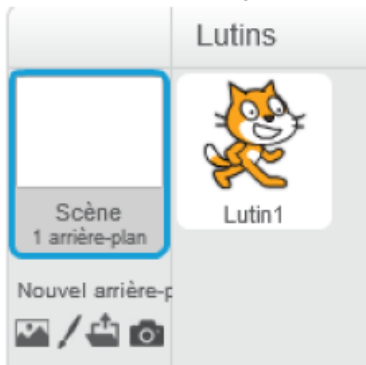 Lutins
Scène
1 arrière-plan
Lutin1
Nouvel arrière-p